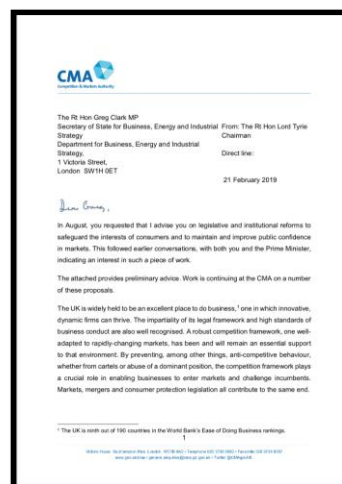 CMA
Competition & Markets Authority
The Rt Hon Greg Clark MP
Secretary of State for Business, Energy and Industrial Strategy
From: The Rt Hon Lord Tyrie
Chairman
Department for Business, Energy and Industrial Strategy,
Direct line:
1 Victoria Street,
London SW1H 0ET
21 February 2019
Dear Greg,
In August, you requested that I advise you on legislative and institutional reforms to
safeguard the interests of consumers and to maintain and improve public confidence
in markets. This followed earlier conversations, with both you and the Prime Minister,
indicating an interest in such a piece of work.
The attached provides preliminary advice. Work is continuing at the CMA on a number
of these proposals.
The UK is widely held to be an excellent place to do business,1 one in which innovative,
dynamic firms can thrive. The impartiality of its legal framework and high standards of
business conduct are also well recognised. A robust competition framework, one well-
adapted to rapidly-changing markets, has been and will remain an essential support
to that environment. By preventing, among other things, anti-competitive behaviour,
whether from cartels or abuse of a dominant position, the competition framework plays
a crucial role in enabling businesses to enter markets and challenge incumbents.
Markets, mergers and consumer protection legislation all contribute to the same end.
1 The UK is ninth out of 190 countries in the World Bank's Ease of Doing Business rankings.
1